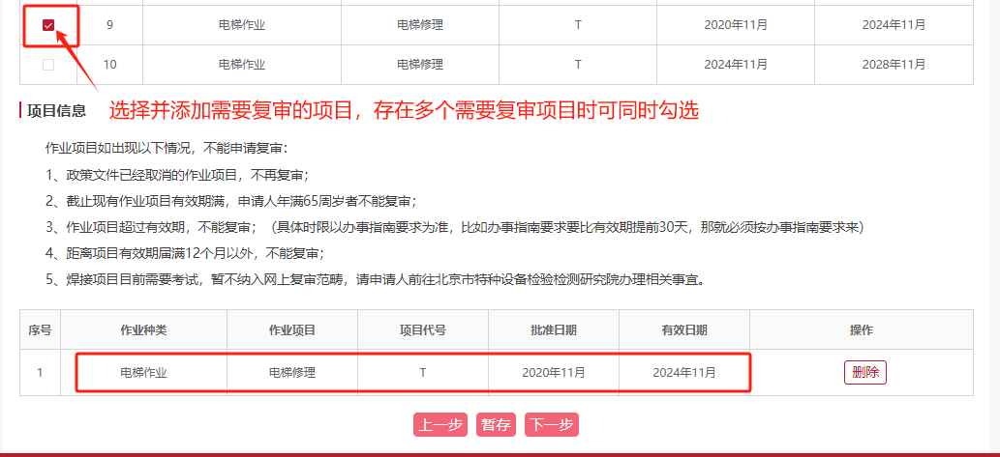 9 电梯作业 电梯修理 T 2020年11月 2024年11月
10 电梯作业 电梯修理 T 2024年11月 2028年11月
项目信息 选择并添加需要复审的项目，存在多个需要复审项目时可同时勾选
作业项目如出现以下情况，不能申请复审：
1、政策文件已经取消的作业项目，不再复审；
2、截止现有作业项目有效期满，申请人年满65周岁者不能复审；
3、作业项目超过有效期，不能复审；（具体时限以办事指南要求为准，比如办事指南要求要比有效期提前30天，那就必须按办事指南要求来）
4、距离项目有效期届满12个月以外，不能复审；
5、焊接项目目前需要考试，暂不纳入网上复审范畴，请申请人前往北京市特种设备检验检测研究院办理相关事宜。
序号 作业种类 作业项目 项目代号 批准日期 有效日期 操作
1 电梯作业 电梯修理 T 2020年11月 2024年11月 删除
上一步 暂存 下一步